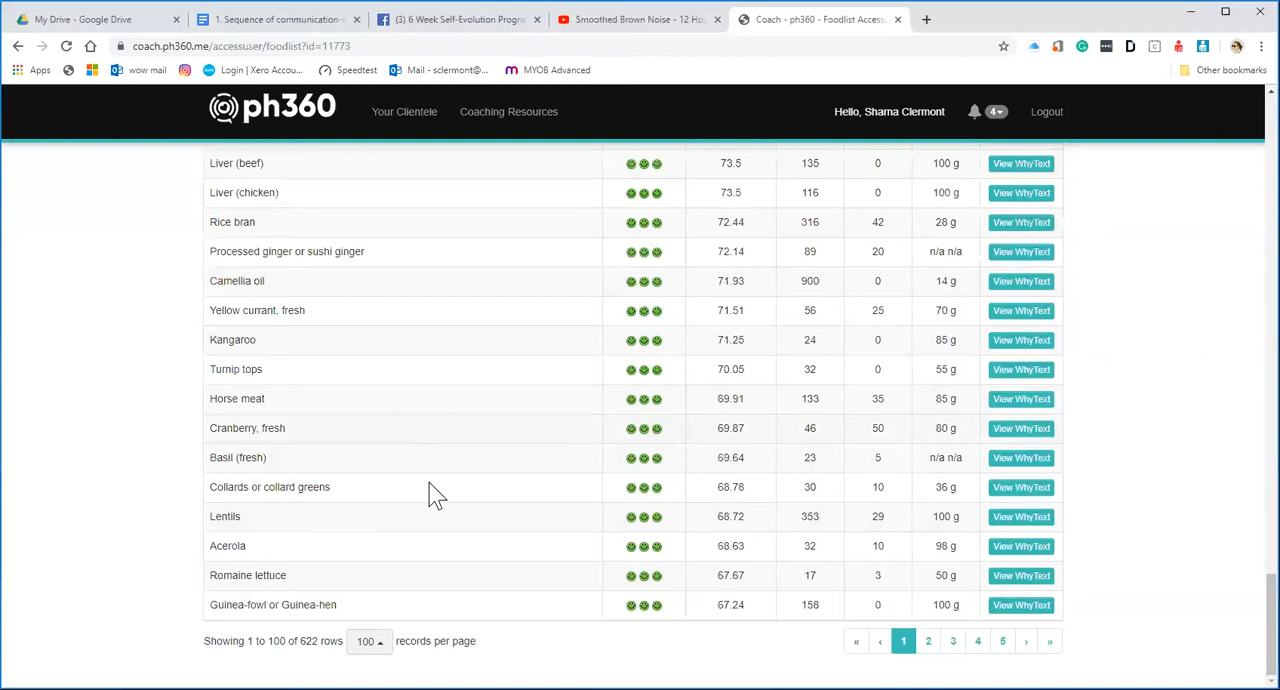 My Drive - Google Drive
1. Sequence of communication-
(3) 6 Week Self-Evolution Progra
Smoothed Brown Noise - 12 Hou
Coach - ph360 - Foodlist Access
coach.ph360.me/accessuser/foodlist?id=11773
Apps
wow mail
Login | Xero Accou...
Speedtest
Mail - sclermont@...
MYOB Advanced
Other bookmarks
ph360 Your Clientele Coaching Resources Hello, Sharna Clermont 4 Logout
Liver (beef) 73.5 135 0 100 g View WhyText
Liver (chicken) 73.5 116 0 100 g View WhyText
Rice bran 72.44 316 42 28 g View WhyText
Processed ginger or sushi ginger 72.14 89 20 n/a n/a View WhyText
Camellia oil 71.93 900 0 14 g View WhyText
Yellow currant, fresh 71.51 56 25 70 g View WhyText
Kangaroo 71.25 24 0 85 g View WhyText
Turnip tops 70.05 32 0 55 g View WhyText
Horse meat 69.91 133 35 85 g View WhyText
Cranberry, fresh 69.87 46 50 80 g View WhyText
Basil (fresh) 69.64 23 5 n/a n/a View WhyText
Collards or collard greens 68.78 30 10 36 g View WhyText
Lentils 68.72 353 29 100 g View WhyText
Acerola 68.63 32 10 98 g View WhyText
Romaine lettuce 67.67 17 3 50 g View WhyText
Guinea-fowl or Guinea-hen 67.24 158 0 100 g View WhyText
Showing 1 to 100 of 622 rows 100 records per page « ‹ 1 2 3 4 5 › »